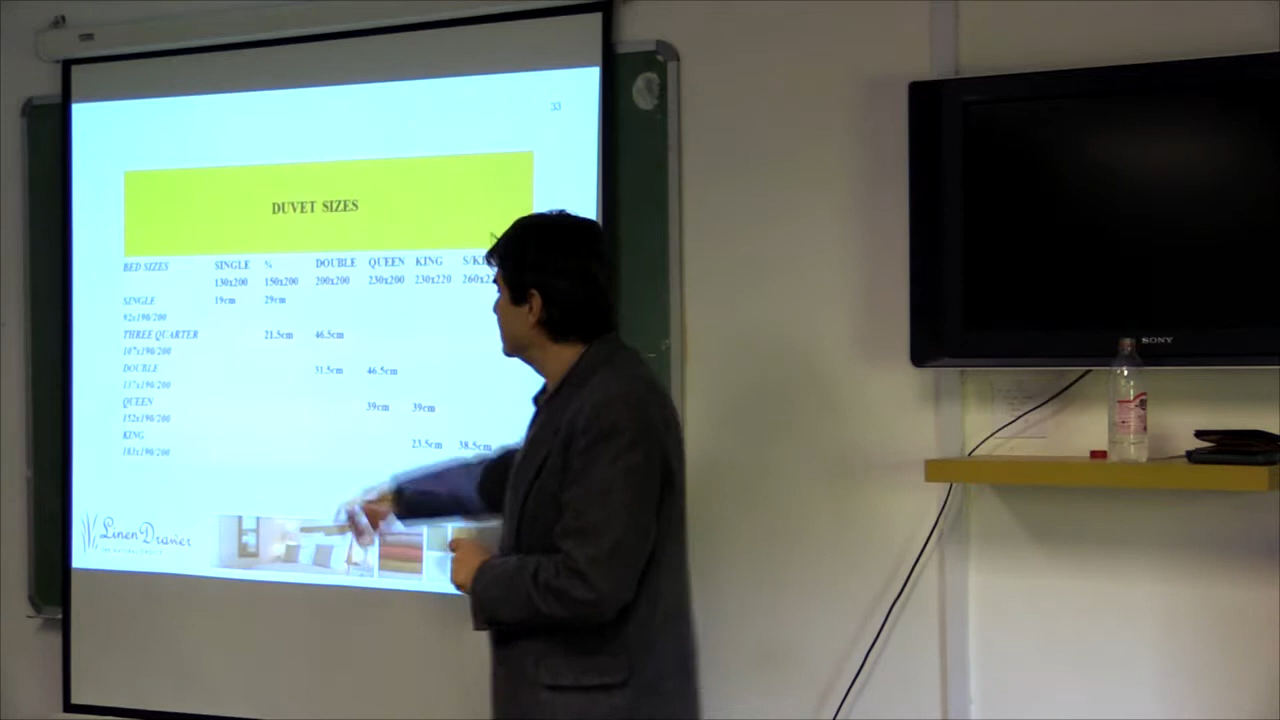 33
DUVET SIZES
BED SIZES SINGLE ¾ DOUBLE QUEEN KING
130x200 150x200 200x200 230x200 230x220
SINGLE 19cm 29cm
92x190/200
THREE QUARTER 21.5cm 46.5cm
107x190/200
DOUBLE 31.5cm 46.5cm
137x190/200
QUEEN 39cm 39cm
152x190/200
KING 23.5cm 38.5cm
183x190/200
Linen Drawer
SONY